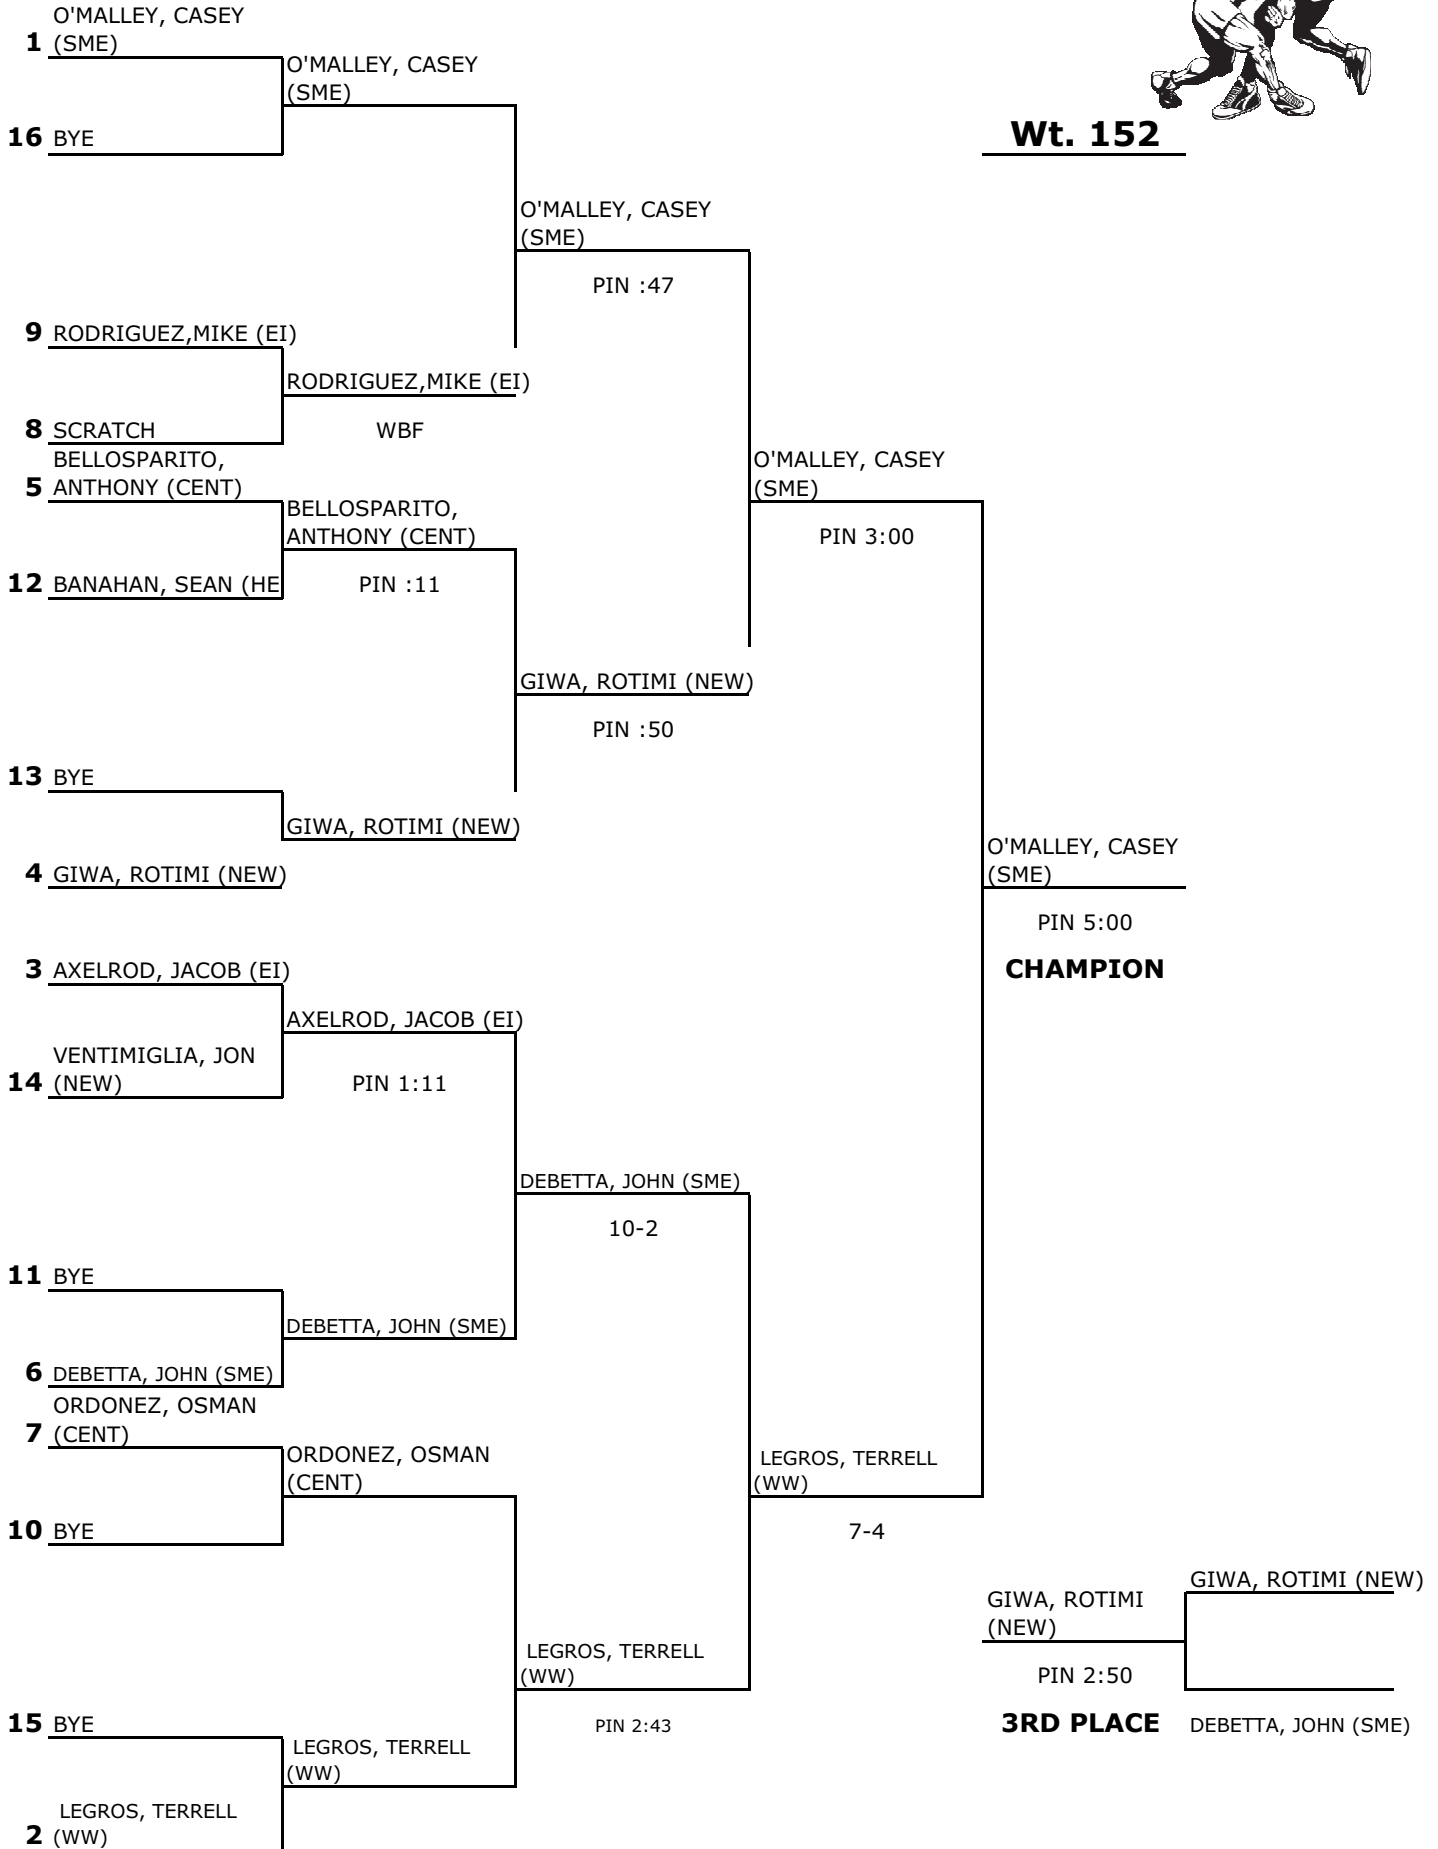 O'MALLEY, CASEY
1 (SME)
O'MALLEY, CASEY
(SME)
16 BYE
Wt. 152
O'MALLEY, CASEY
(SME)
PIN :47
9 RODRIGUEZ,MIKE (EI)
RODRIGUEZ,MIKE (EI)
8 SCRATCH
WBF
BELLOSPARITO,
5 ANTHONY (CENT)
O'MALLEY, CASEY
(SME)
BELLOSPARITO,
ANTHONY (CENT)
PIN 3:00
12 BANAHAN, SEAN (HE
PIN :11
GIWA, ROTIMI (NEW)
PIN :50
13 BYE
GIWA, ROTIMI (NEW)
4 GIWA, ROTIMI (NEW)
O'MALLEY, CASEY
(SME)
PIN 5:00
CHAMPION
3 AXELROD, JACOB (EI)
AXELROD, JACOB (EI)
VENTIMIGLIA, JON
14 (NEW)
PIN 1:11
DEBETTA, JOHN (SME)
10-2
11 BYE
DEBETTA, JOHN (SME)
6 DEBETTA, JOHN (SME)
ORDONEZ, OSMAN
7 (CENT)
ORDONEZ, OSMAN
(CENT)
LEGROS, TERRELL
(WW)
10 BYE
7-4
GIWA, ROTIMI (NEW)
GIWA, ROTIMI
(NEW)
LEGROS, TERRELL
(WW)
PIN 2:50
15 BYE
PIN 2:43
3RD PLACE
DEBETTA, JOHN (SME)
LEGROS, TERRELL
(WW)
LEGROS, TERRELL
2 (WW)